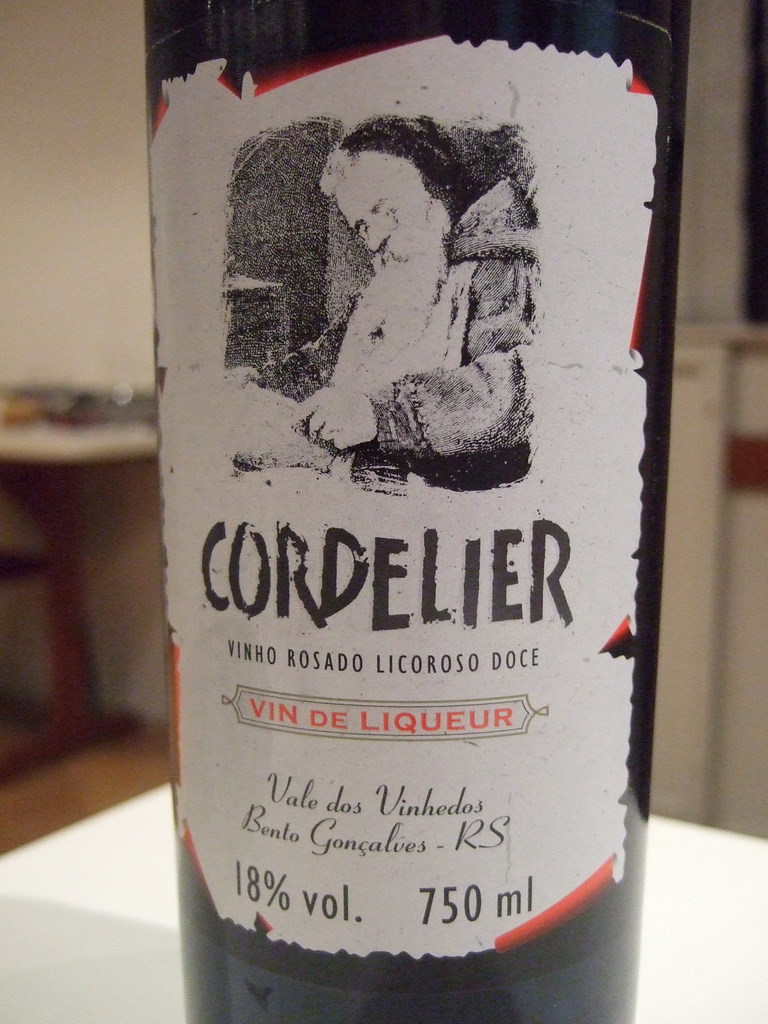 CORDELIER
VINHO ROSADO LICOROSO DOCE
VIN DE LIQUEUR
Vale dos Vinhedos
Bento Gonçalves - RS
18% vol. 750 ml